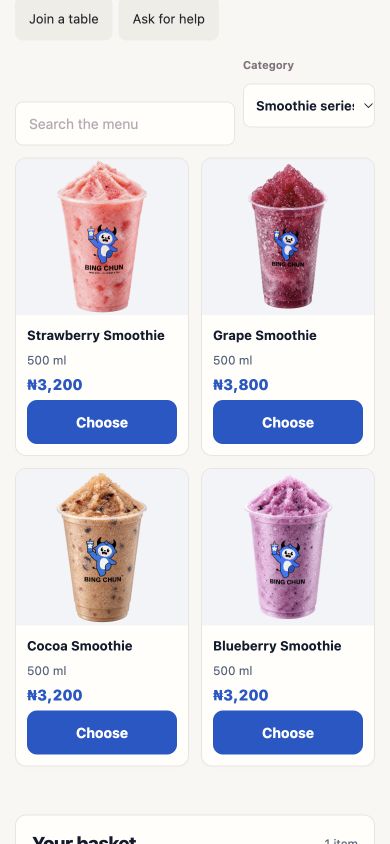 Join a table
Ask for help
Category
Search the menu
Smoothie series
BING CHUN
BING CHUN
Strawberry Smoothie
Grape Smoothie
500 ml
500 ml
₦3,200
₦3,800
Choose
Choose
BING CHUN
BING CHUN
Cocoa Smoothie
Blueberry Smoothie
500 ml
500 ml
₦3,200
₦3,200
Choose
Choose
Your basket
1 item